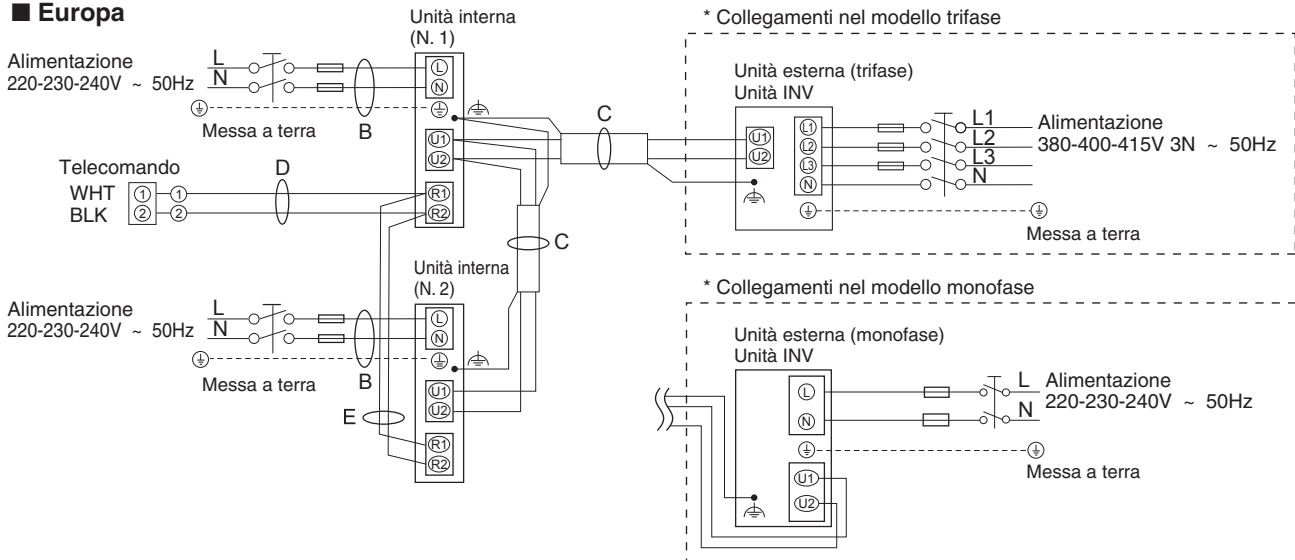 ■ Europa
Unità interna
(N. 1)
Alimentazione
220-230-240V ~ 50Hz
L
N
Messa a terra
B
L
N
U1
U2
R1
R2
Telecomando
WHT
BLK
1
2
1
2
D
C
C
Unità interna
(N. 2)
Alimentazione
220-230-240V ~ 50Hz
L
N
Messa a terra
B
E
L
N
U1
U2
R1
R2
* Collegamenti nel modello trifase
Unità esterna (trifase)
Unità INV
U1
U2
L1
L2
L3
N
L1
L2
L3
N
Alimentazione
380-400-415V 3N ~ 50Hz
Messa a terra
* Collegamenti nel modello monofase
Unità esterna (monofase)
Unità INV
L
N
U1
U2
L
N
Alimentazione
220-230-240V ~ 50Hz
Messa a terra